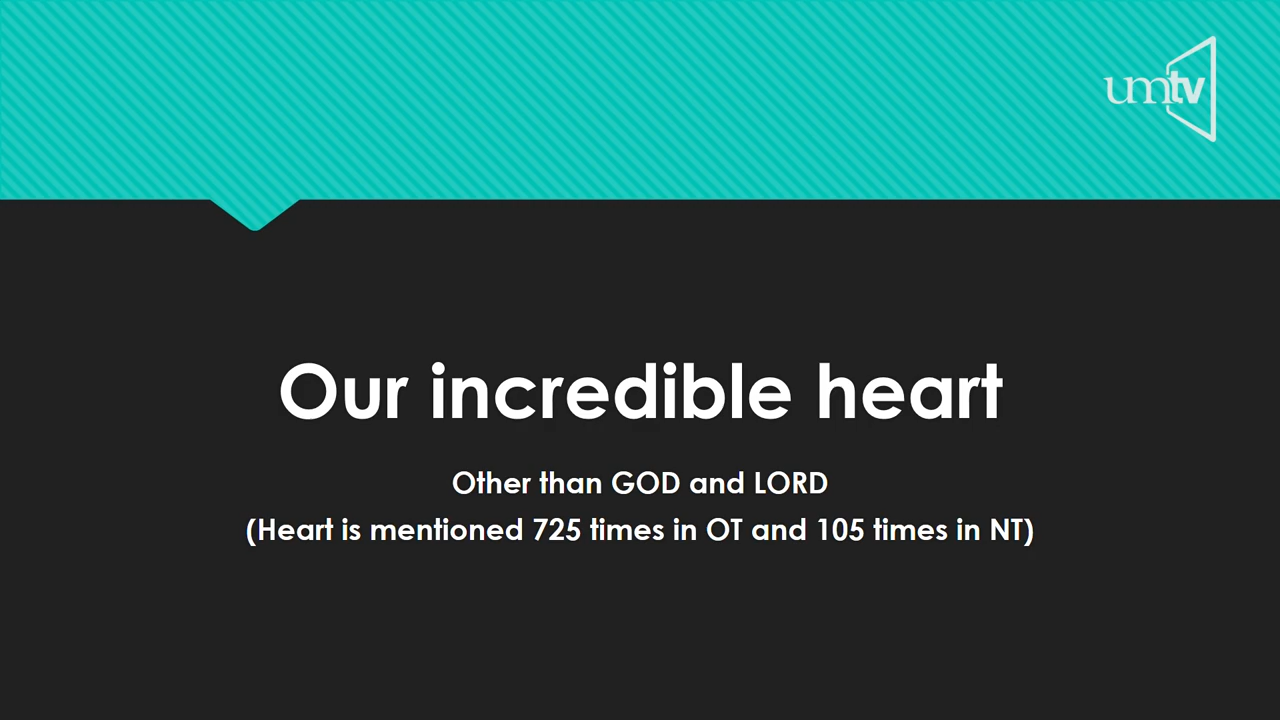 umtv
Our incredible heart
Other than GOD and LORD
(Heart is mentioned 725 times in OT and 105 times in NT)